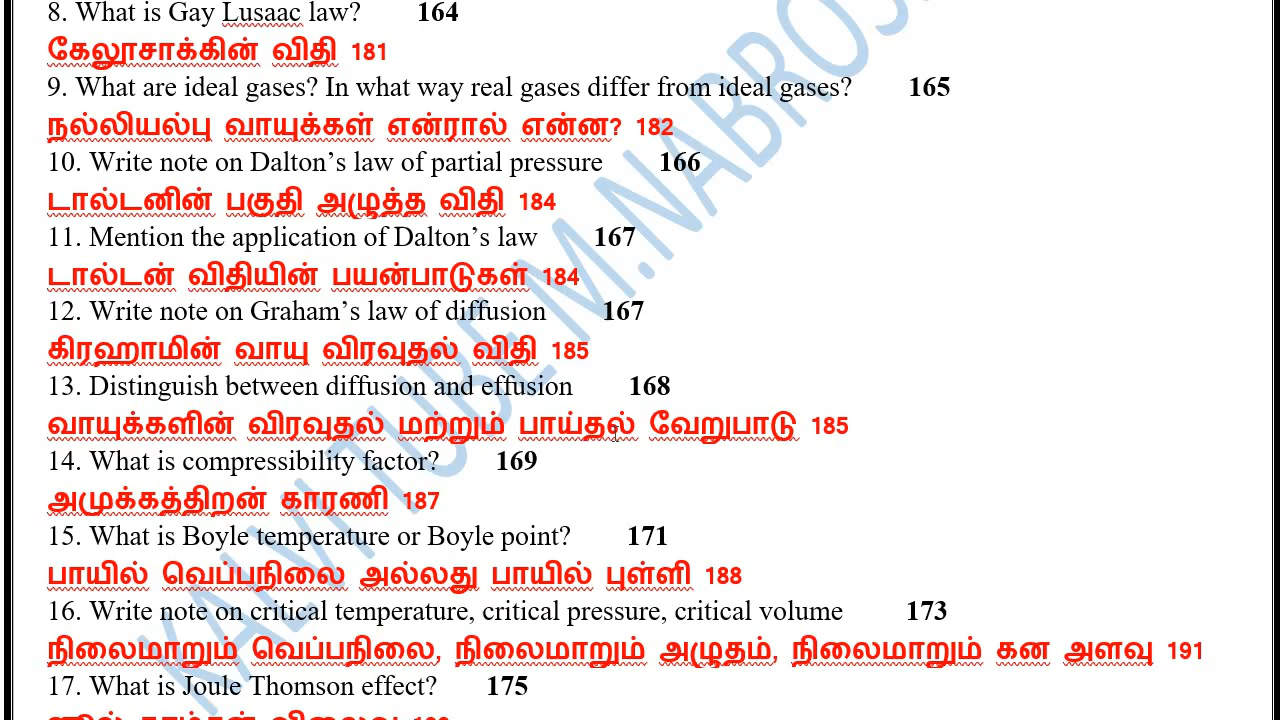 8. What is Gay Lusaac law? 164
கேலூசாக்கின் விதி 181
9. What are ideal gases? In what way real gases differ from ideal gases? 165
நல்லியல்பு வாயுக்கள் என்ரால் என்ன? 182
10. Write note on Dalton’s law of partial pressure 166
டால்டனின் பகுதி அழுத்த விதி 184
11. Mention the application of Dalton’s law 167
டால்டன் விதியின் பயன்பாடுகள் 184
12. Write note on Graham’s law of diffusion 167
கிரஹாமின் வாயு விரவுதல் விதி 185
13. Distinguish between diffusion and effusion 168
வாயுக்களின் விரவுதல் மற்றும் பாய்தல் வேறுபாடு 185
14. What is compressibility factor? 169
அமுக்கத்திறன் காரணி 187
15. What is Boyle temperature or Boyle point? 171
பாயில் வெப்பநிலை அல்லது பாயில் புள்ளி 188
16. Write note on critical temperature, critical pressure, critical volume 173
நிலைமாறும் வெப்பநிலை, நிலைமாறும் அழுதம், நிலைமாறும் கன அளவு 191
17. What is Joule Thomson effect? 175
KALVI TUBE M.NABROS